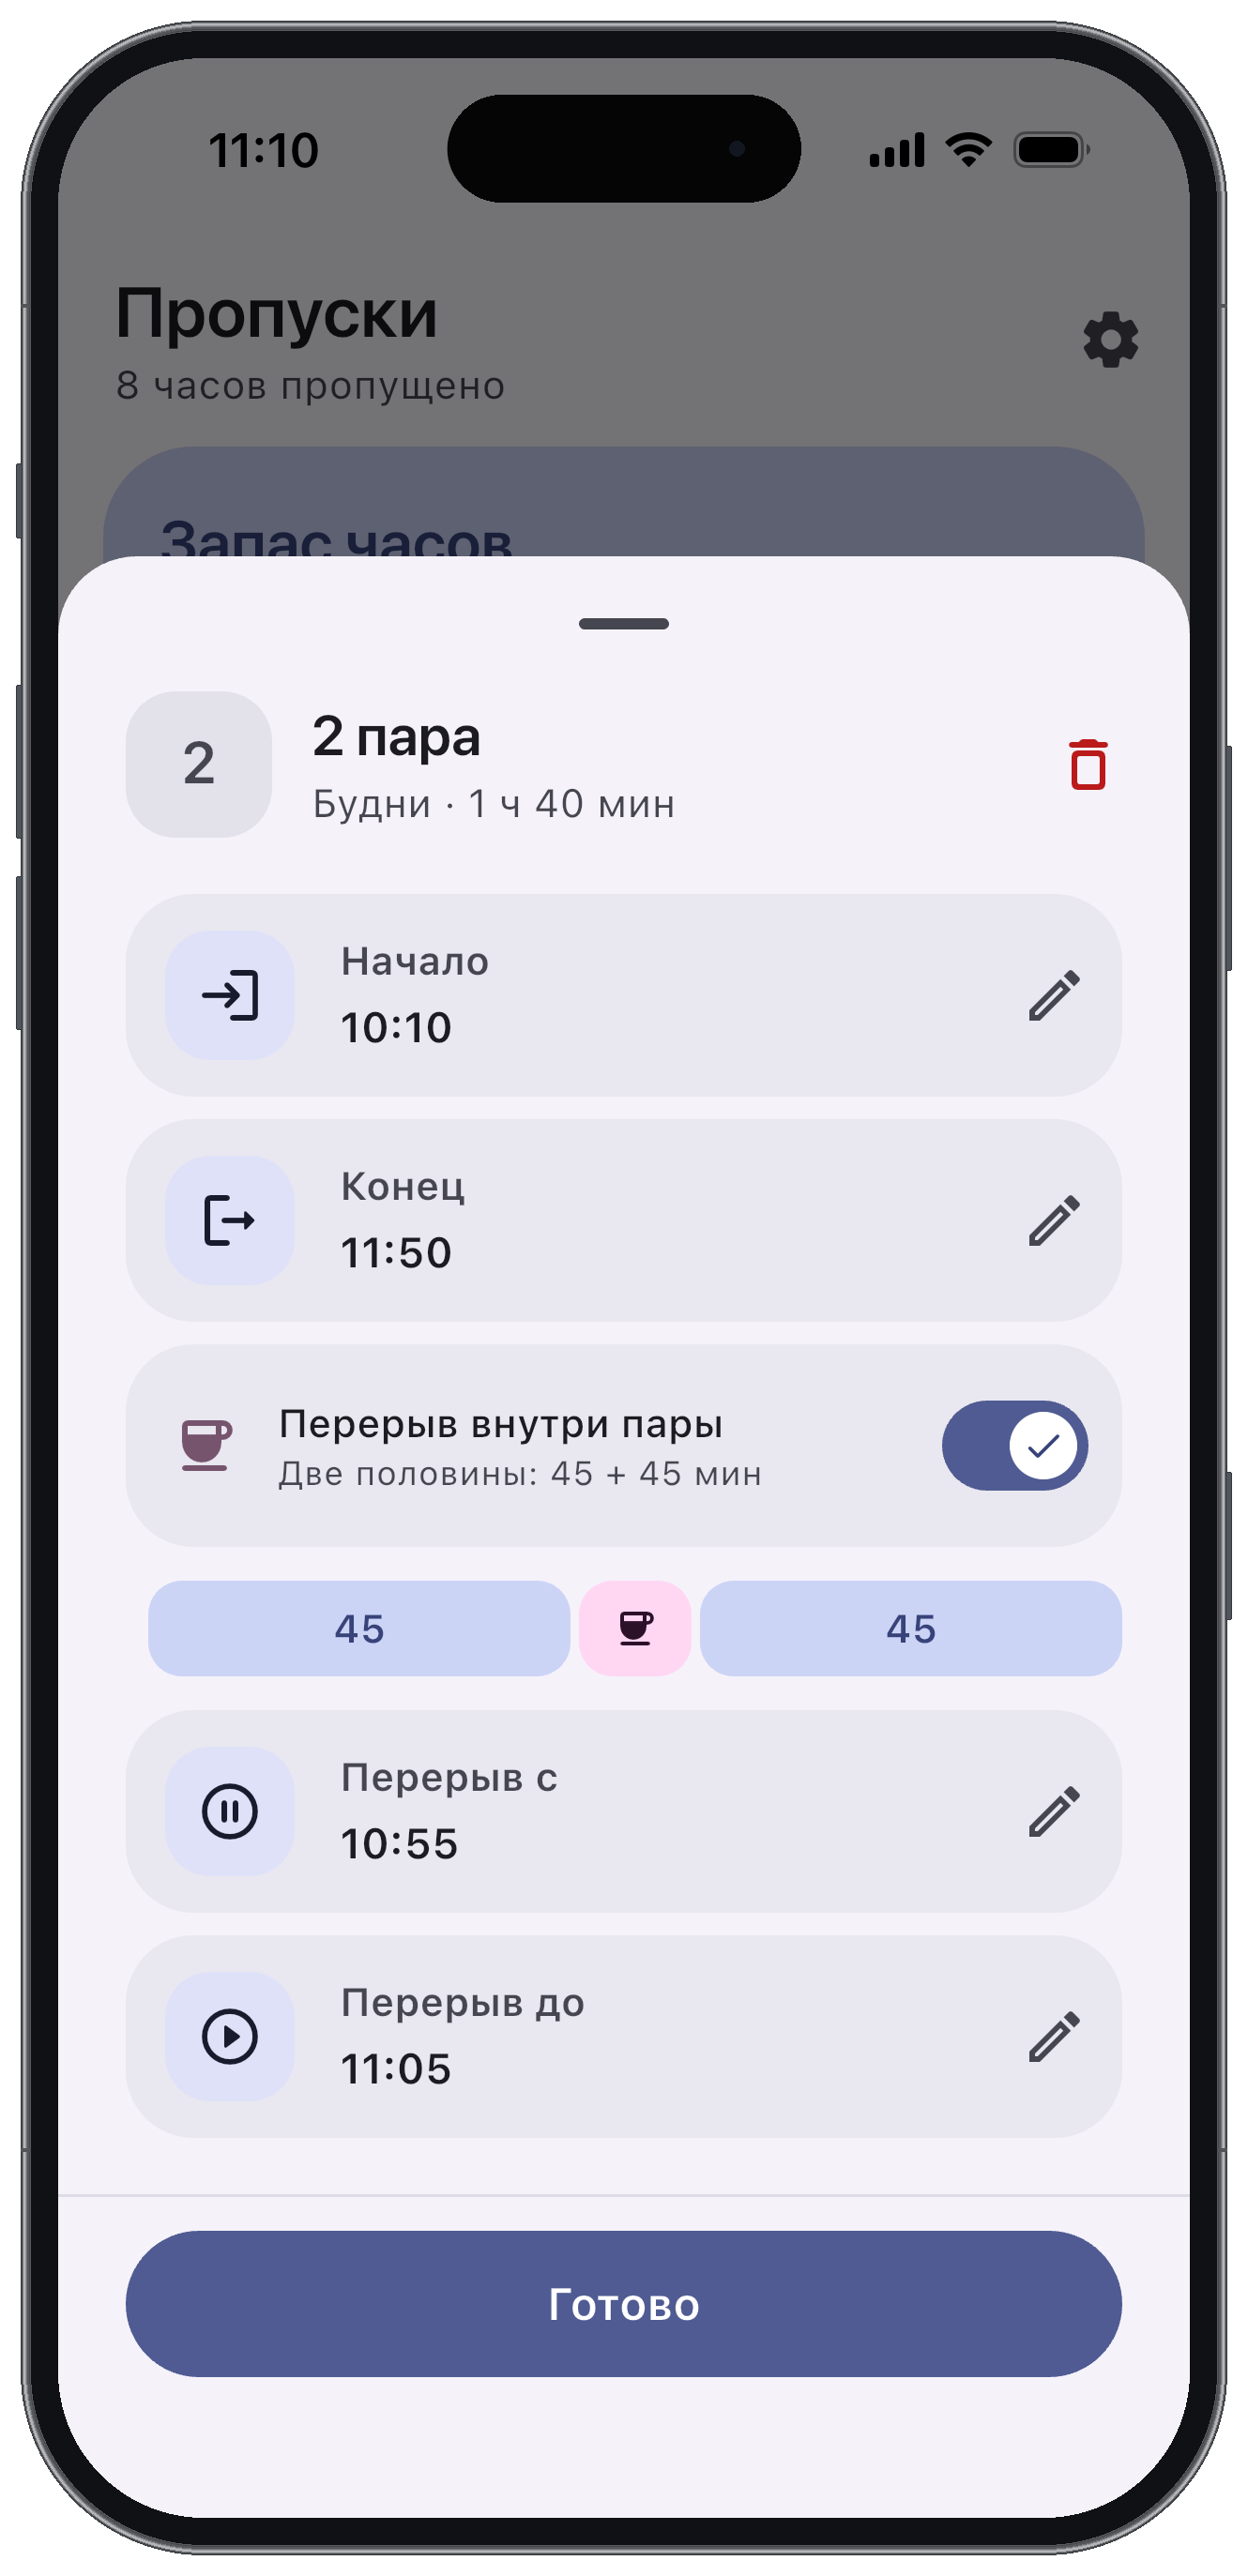 11:10
Пропуски
8 часов пропущено
Запас часов
2
2 пара
Будни · 1 ч 40 мин
Начало
10:10
Конец
11:50
Перерыв внутри пары
Две половины: 45 + 45 мин
45
45
Перерыв с
10:55
Перерыв до
11:05
Готово